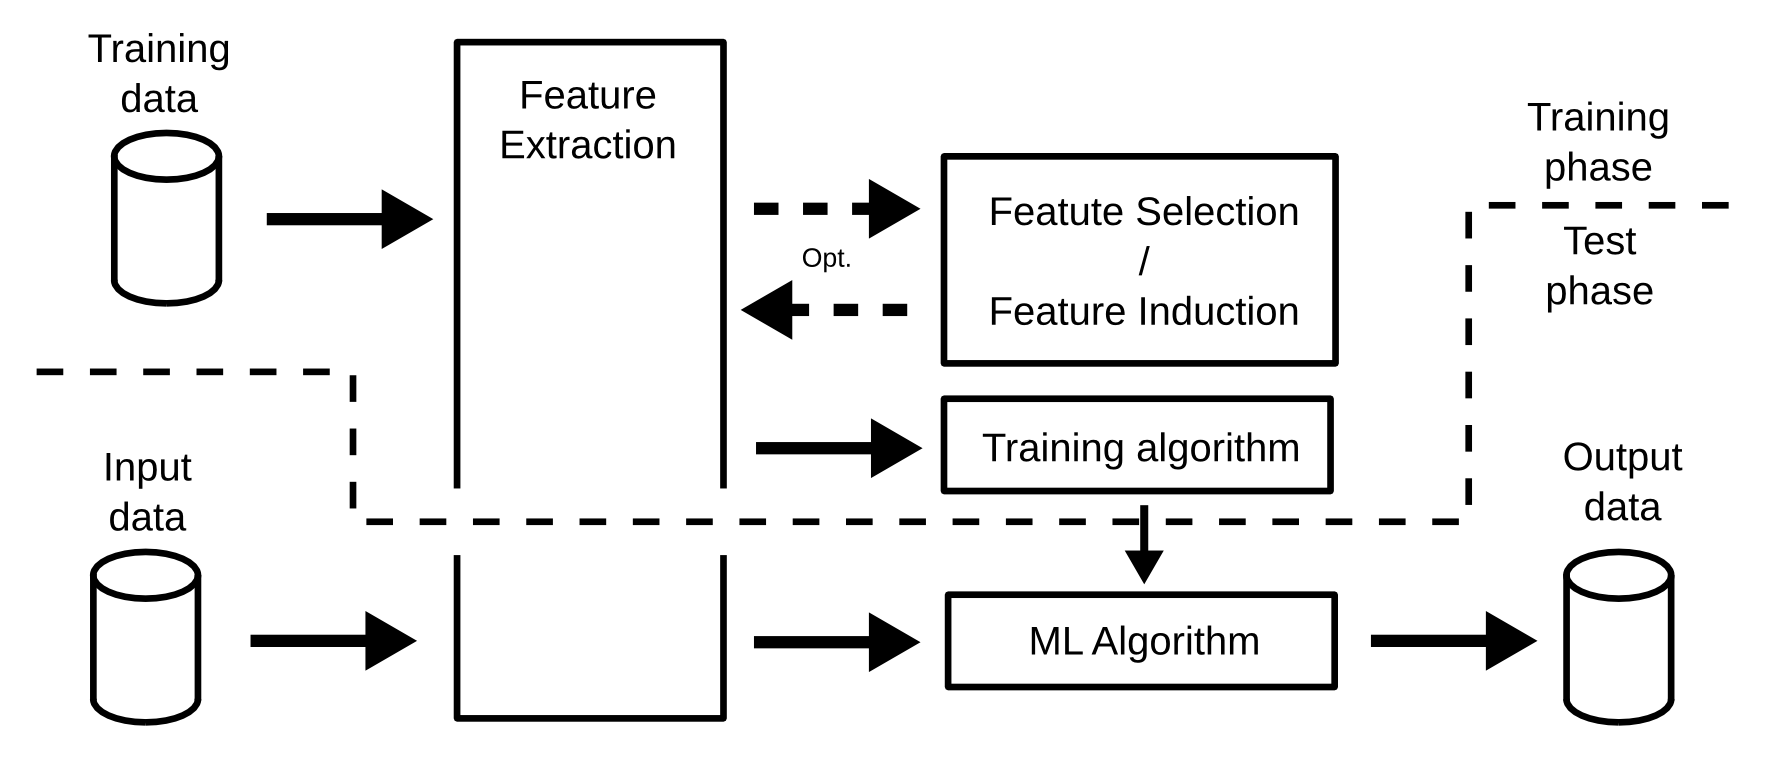 Training
data
Feature
Extraction
Training
phase
Featute Selection
/
Feature Induction
Opt.
Test
phase
Training algorithm
Input
data
Output
data
ML Algorithm